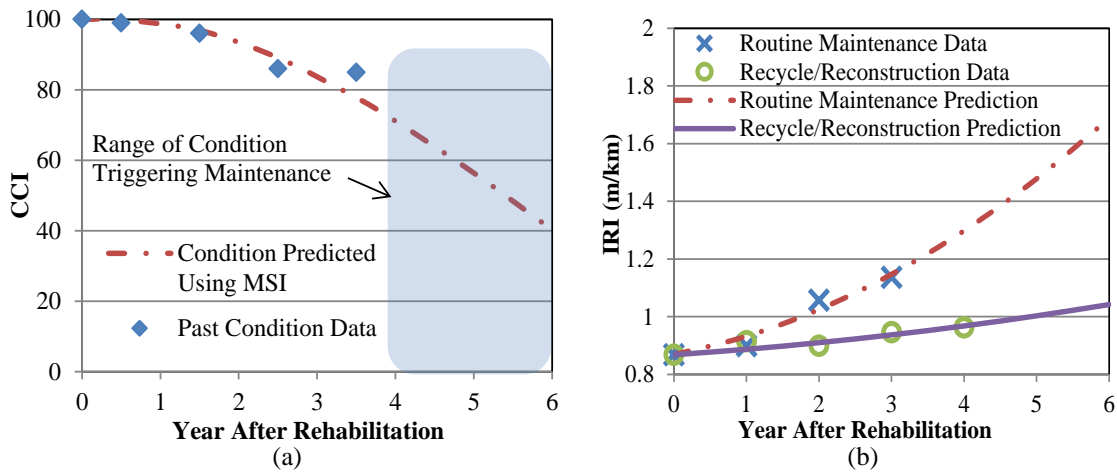 100
80
60
40
20
0
CCI
Range of Condition
Triggering Maintenance
Condition Predicted
Using MSI
Past Condition Data
0 1 2 3 4 5 6
Year After Rehabilitation
(a)
2
1.8
1.6
1.4
1.2
1
0.8
IRI (m/km)
Routine Maintenance Data
Recycle/Reconstruction Data
Routine Maintenance Prediction
Recycle/Reconstruction Prediction
0 1 2 3 4 5 6
Year After Rehabilitation
(b)